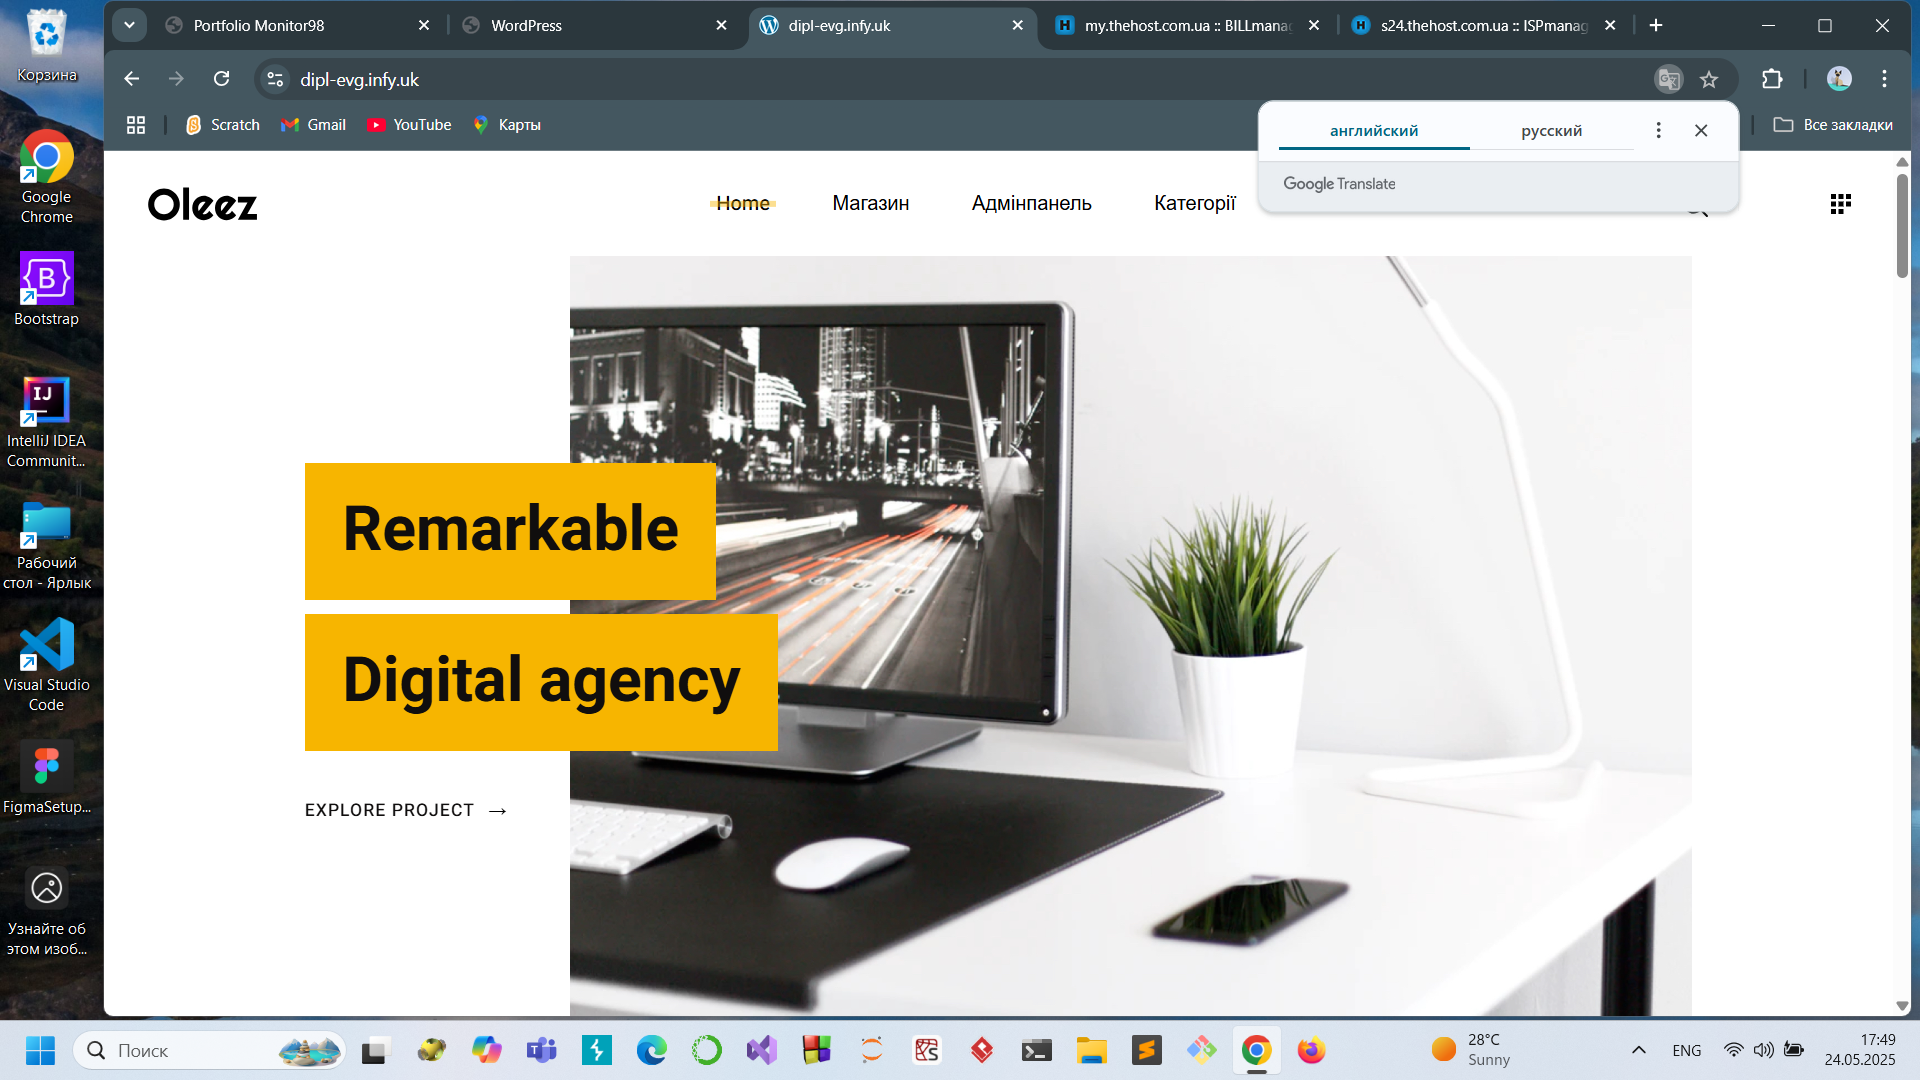 Portfolio Monitor98
WordPress
dipl-evg.infy.uk
my.thehost.com.ua :: BILLmana
s24.thehost.com.ua :: ISPmanag
dipl-evg.infy.uk
Scratch
Gmail
YouTube
Карты
Все закладки
английский
русский
Google Translate
Oleez
Home
Магазин
Адмінпанель
Категорії
Remarkable
Digital agency
EXPLORE PROJECT →
Корзина
Google
Chrome
Bootstrap
IntelliJ IDEA
Communit...
Рабочий
стол - Ярлык
Visual Studio
Code
FigmaSetup...
Узнайте об
этом изоб...
Поиск
28°C
Sunny
ENG
17:49
24.05.2025